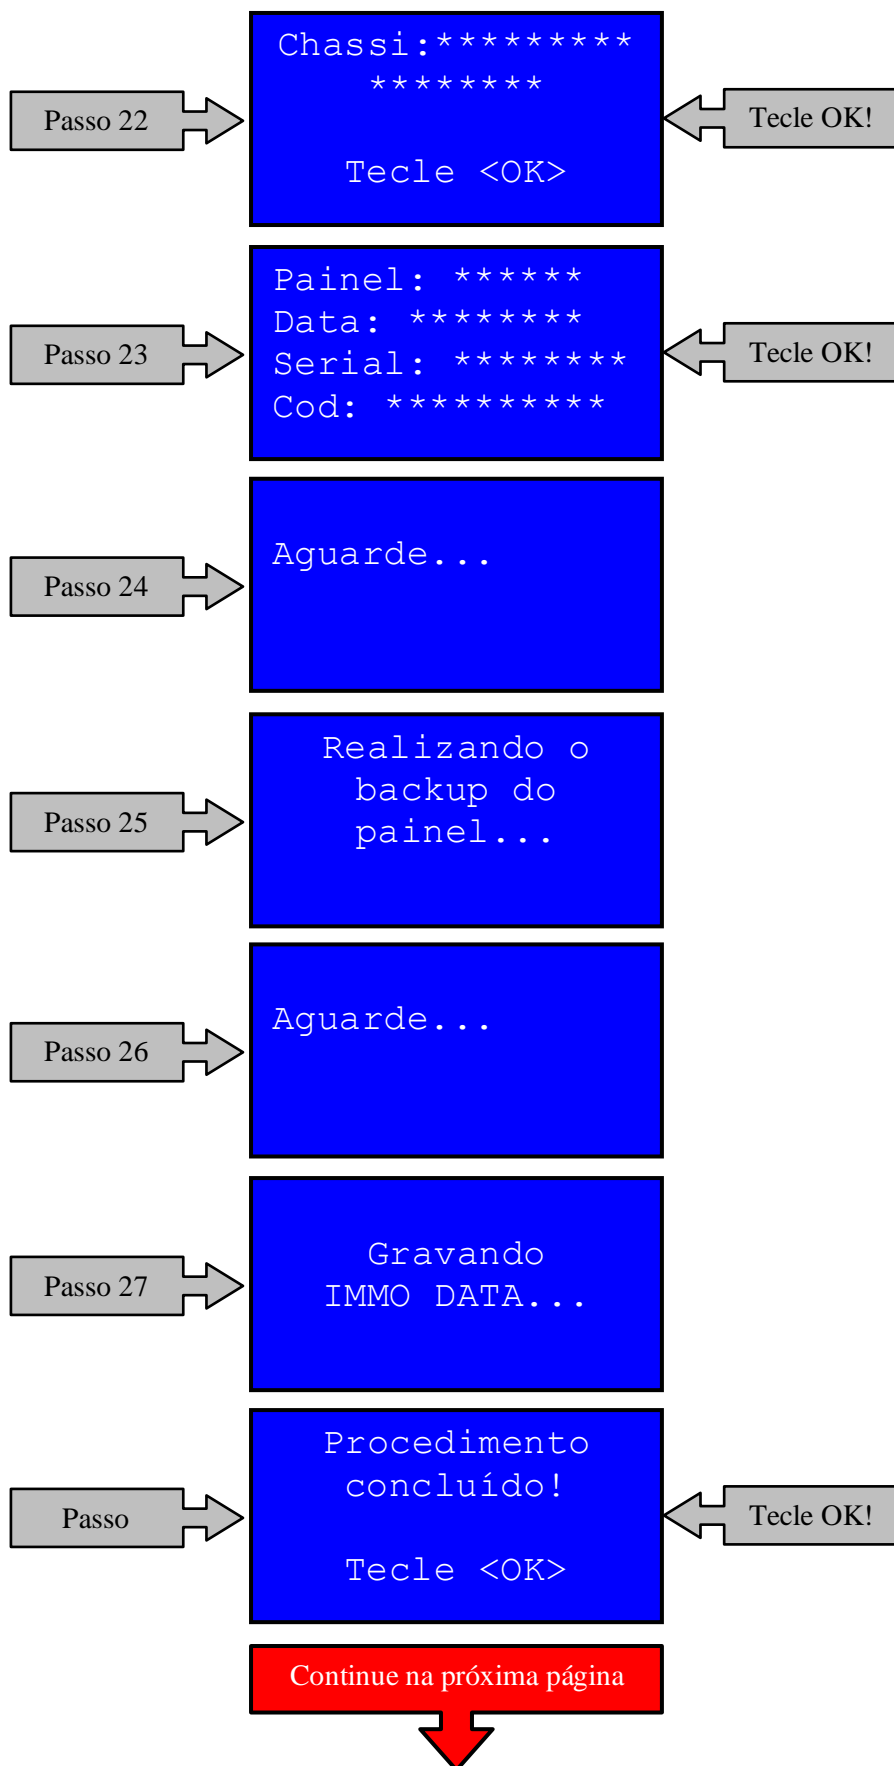 Chassi:*********
********
Passo 22
Tecle OK!
Tecle <OK>
Painel: ******
Data: ********
Serial: ********
Cod: **********
Passo 23
Tecle OK!
Aguarde...
Passo 24
Realizando o
backup do
painel...
Passo 25
Aguarde...
Passo 26
Gravando
IMMO DATA...
Passo 27
Procedimento
concluído!
Passo
Tecle OK!
Tecle <OK>
Continue na próxima página